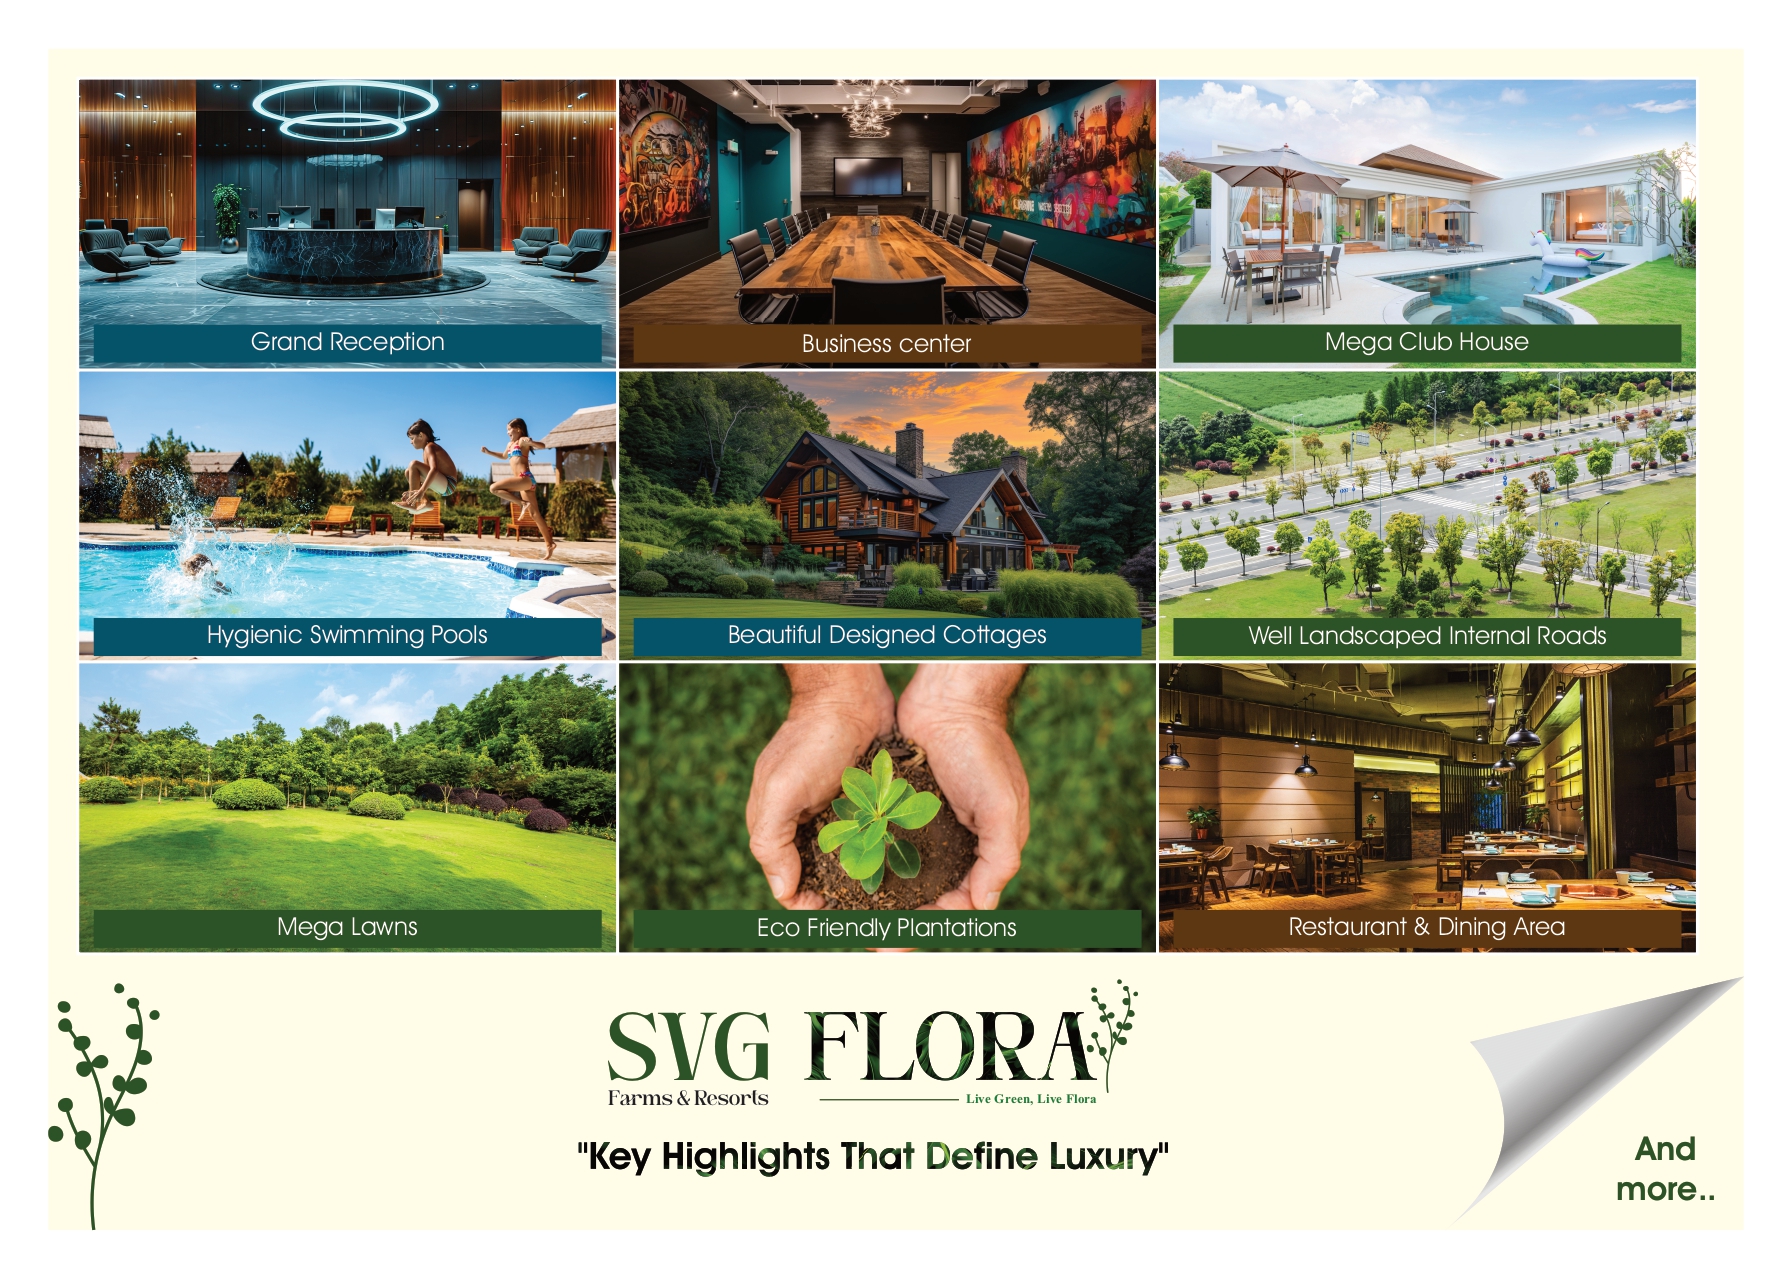 Grand Reception
Business center
Mega Club House
Hygienic Swimming Pools
Beautiful Designed Cottages
Well Landscaped Internal Roads
Mega Lawns
Eco Friendly Plantations
Restaurant & Dining Area
SVG FLORA
Farms & Resorts
Live Green, Live Flora
"Key Highlights That Define Luxury"
And
more..